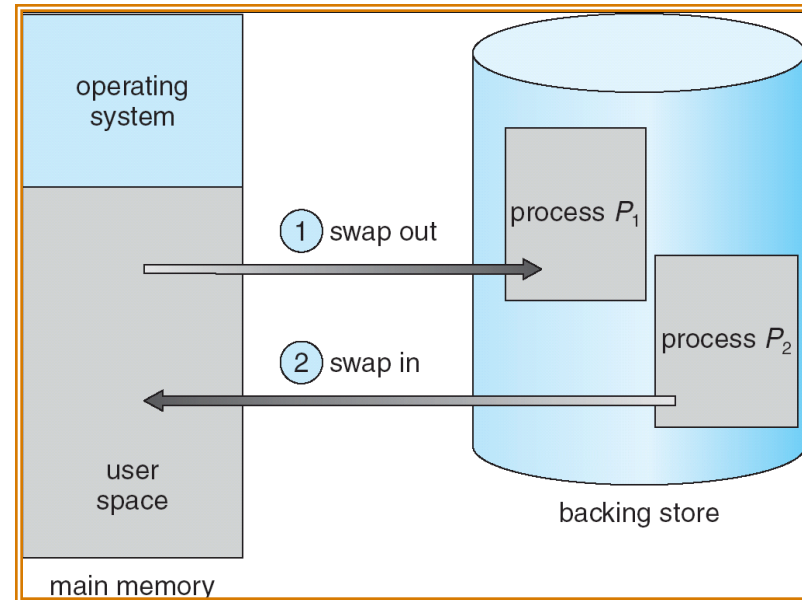 operating
system
process P₁
1 swap out
process P₂
2 swap in
user
space
backing store
main memory